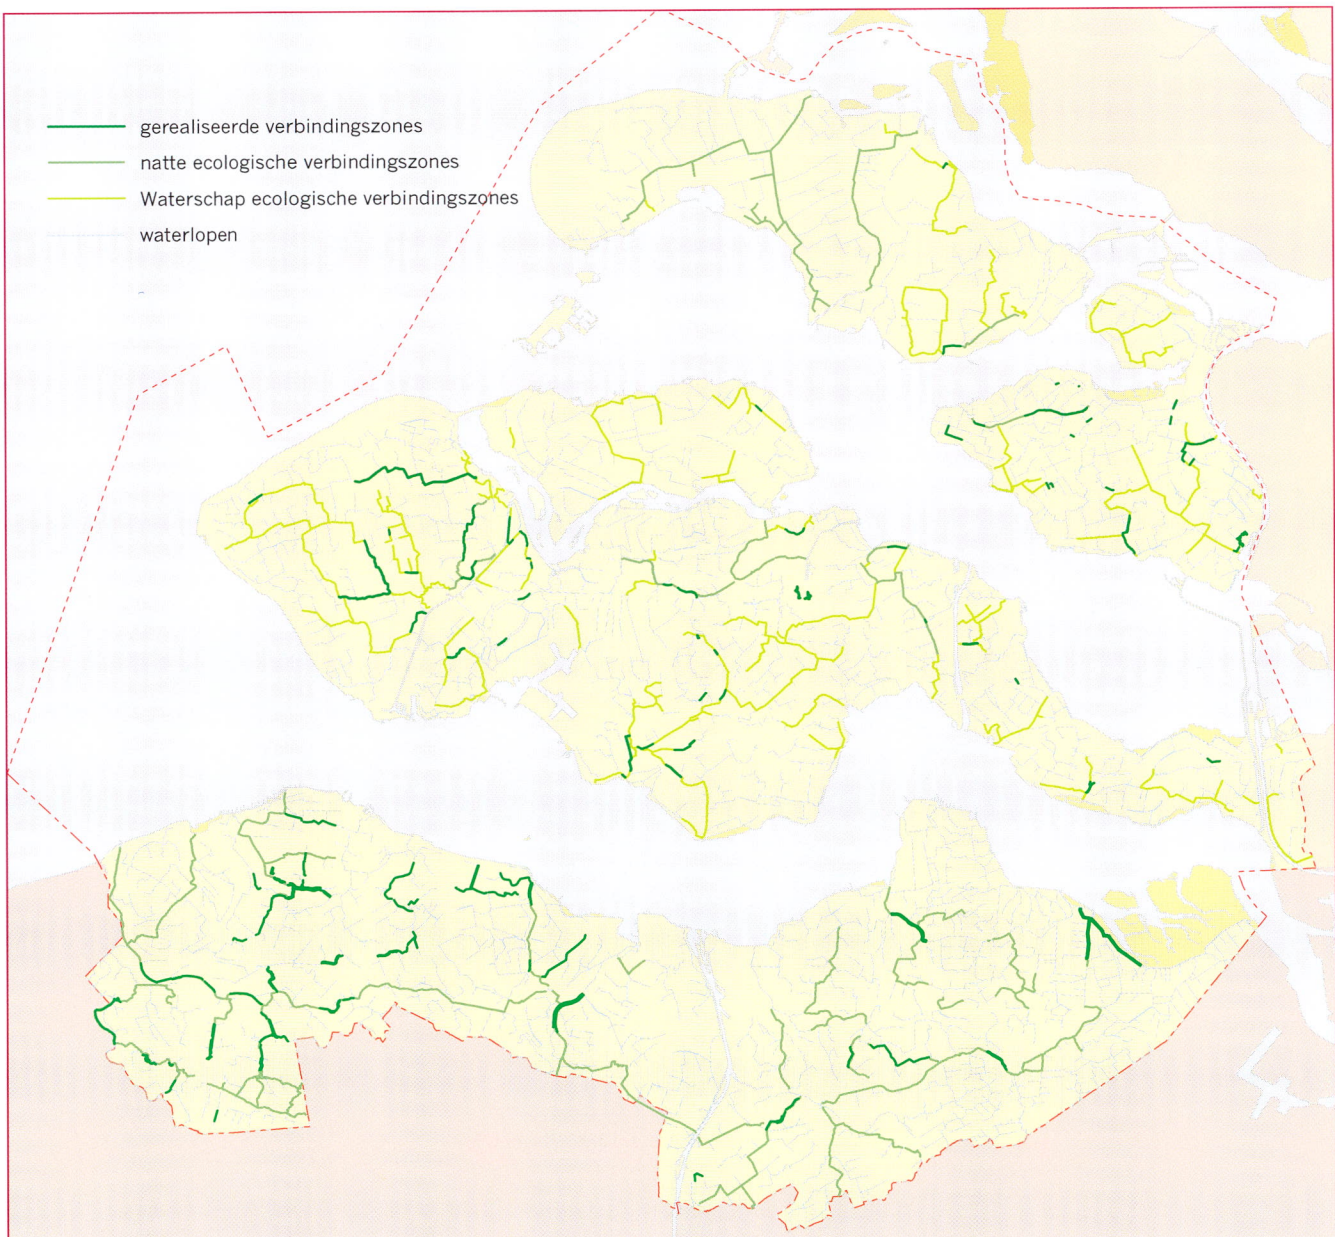 gerealiseerde verbindingszones
natte ecologische verbindingszones
Waterschap ecologische verbindingszones
waterlopen